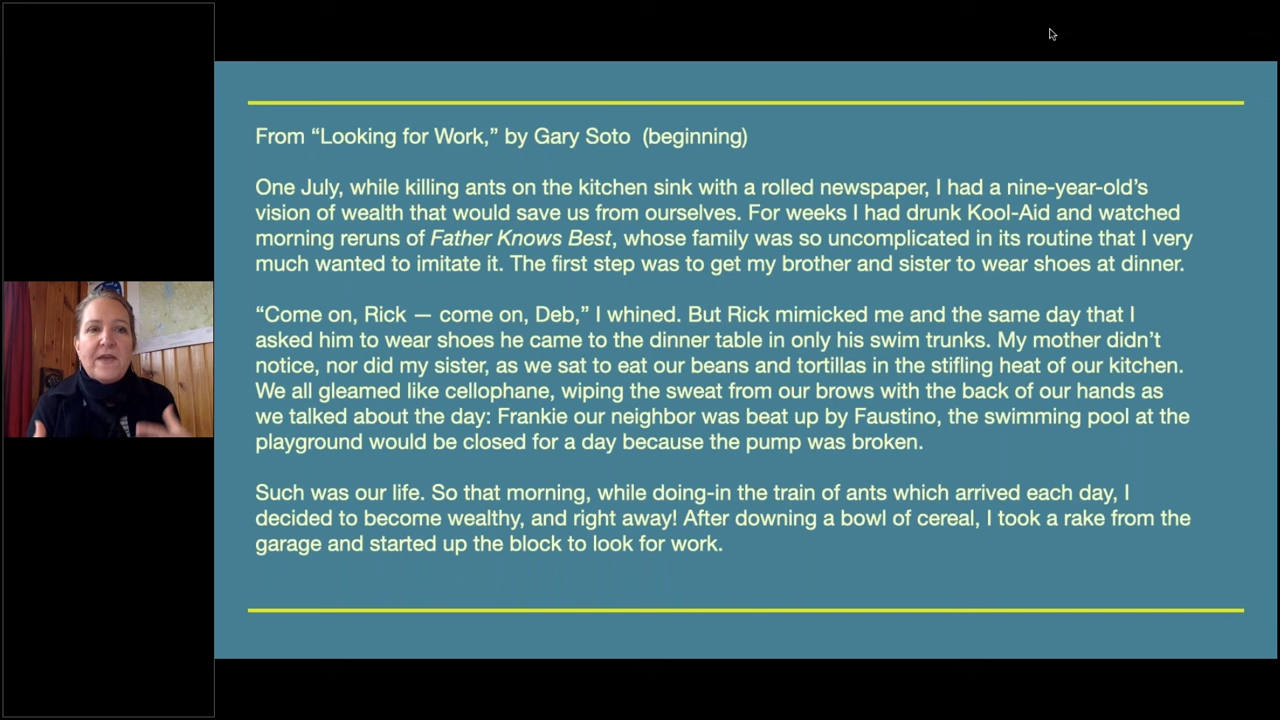 From “Looking for Work,” by Gary Soto  (beginning)
One July, while killing ants on the kitchen sink with a rolled newspaper, I had a nine-year-old’s
vision of wealth that would save us from ourselves. For weeks I had drunk Kool-Aid and watched
morning reruns of Father Knows Best, whose family was so uncomplicated in its routine that I very
much wanted to imitate it. The first step was to get my brother and sister to wear shoes at dinner.
“Come on, Rick — come on, Deb,” I whined. But Rick mimicked me and the same day that I
asked him to wear shoes he came to the dinner table in only his swim trunks. My mother didn’t
notice, nor did my sister, as we sat to eat our beans and tortillas in the stifling heat of our kitchen.
We all gleamed like cellophane, wiping the sweat from our brows with the back of our hands as
we talked about the day: Frankie our neighbor was beat up by Faustino, the swimming pool at the
playground would be closed for a day because the pump was broken.
Such was our life. So that morning, while doing-in the train of ants which arrived each day, I
decided to become wealthy, and right away! After downing a bowl of cereal, I took a rake from the
garage and started up the block to look for work.